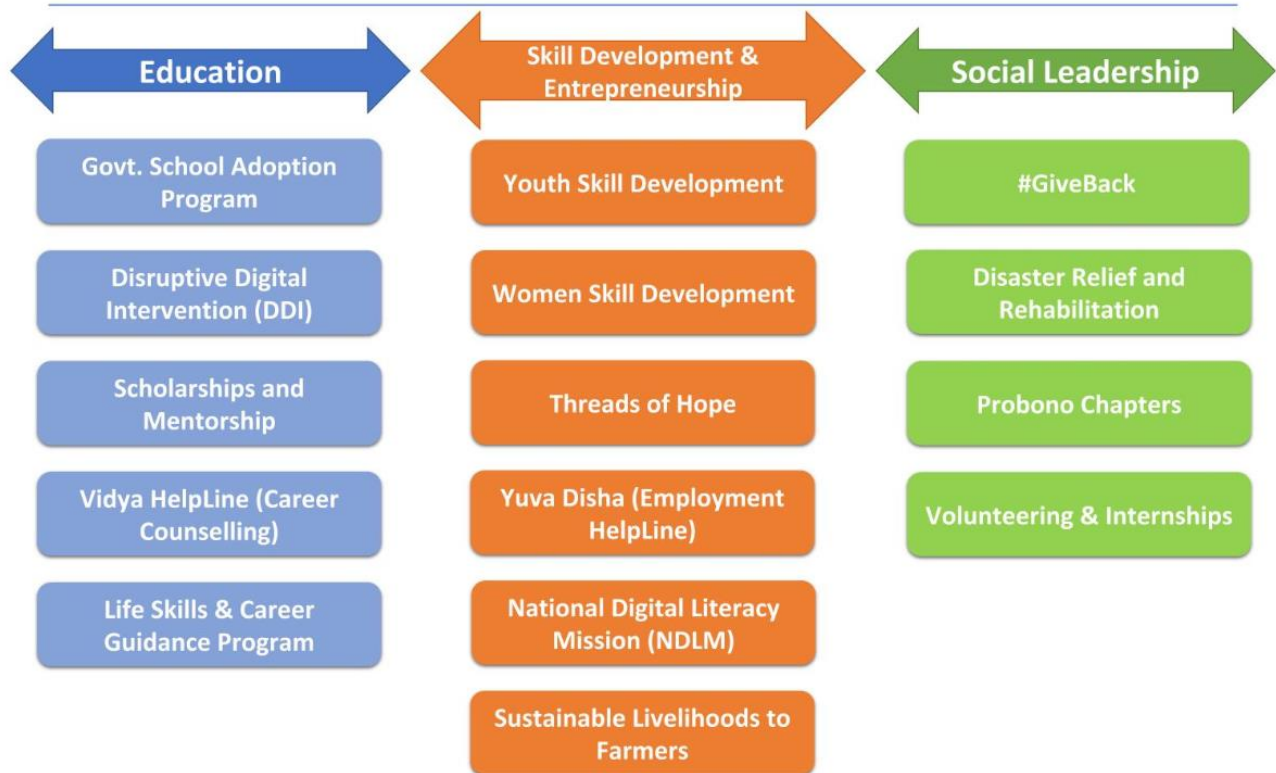 Education
Govt. School Adoption
Program
Disruptive Digital
Intervention (DDI)
Scholarships and
Mentorship
Vidya HelpLine (Career
Counselling)
Life Skills & Career
Guidance Program
Skill Development &
Entrepreneurship
Youth Skill Development
Women Skill Development
Threads of Hope
Yuva Disha (Employment
HelpLine)
National Digital Literacy
Mission (NDLM)
Sustainable Livelihoods to
Farmers
Social Leadership
#GiveBack
Disaster Relief and
Rehabilitation
Probono Chapters
Volunteering & Internships